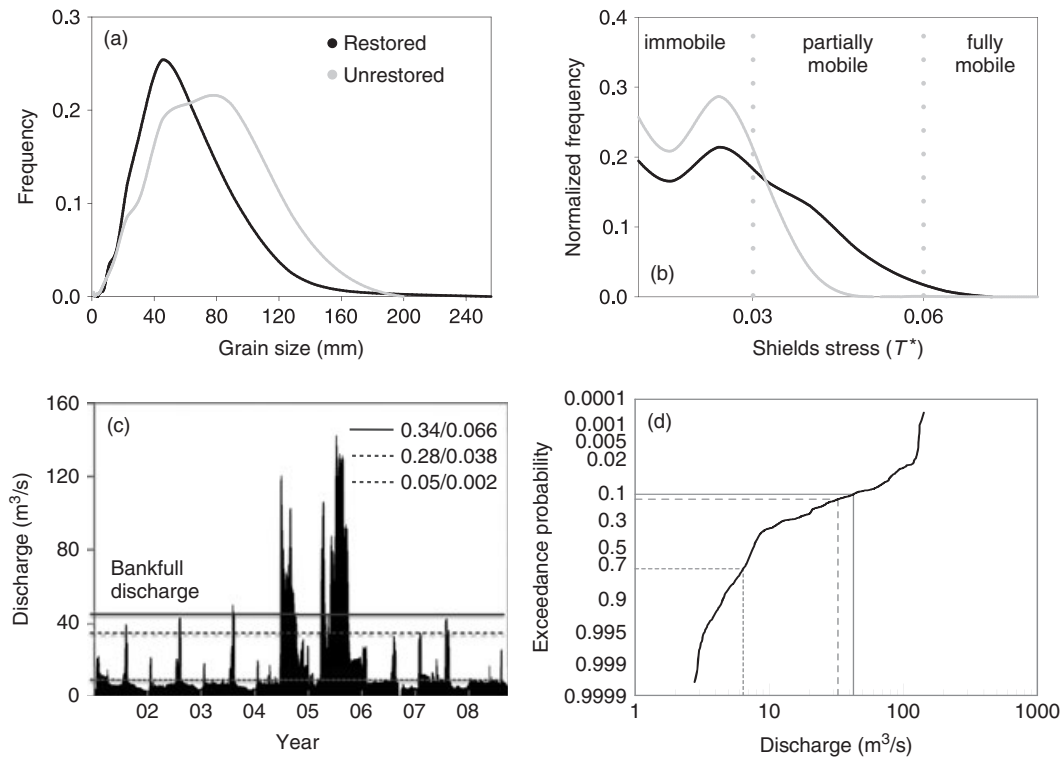 (a)
Restored
Unrestored
0.3
0.2
0.1
0.0
Frequency
0
40
80
120
160
200
240
Grain size (mm)
immobile
partially
mobile
fully
mobile
0.4
0.3
0.2
0.1
0.0
Normalized frequency
(b)
0.03
0.06
Shields stress (T*)
(c)
0.34/0.066
0.28/0.038
0.05/0.002
160
120
80
40
0
Discharge (m³/s)
Bankfull
discharge
02
03
04
05
06
07
08
Year
(d)
0.0001
0.001
0.005
0.02
0.1
0.3
0.5
0.7
0.9
0.995
0.999
0.9999
Exceedance probability
1
10
100
1000
Discharge (m³/s)